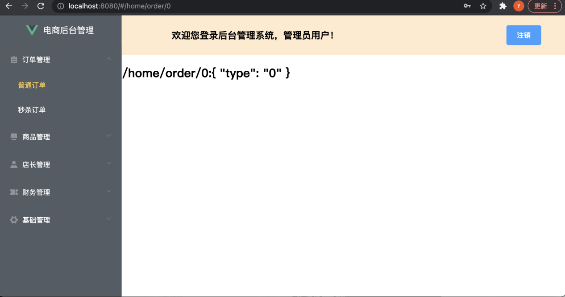 localhost:8080/#/home/order/0
更新
电商后台管理
欢迎您登录后台管理系统，管理员用户！
注销
订单管理
普通订单
秒杀订单
商品管理
店长管理
财务管理
基础管理
/home/order/0:{ "type": "0" }